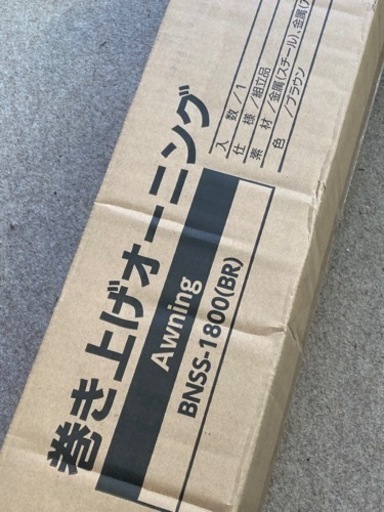 巻き上げオーニング
Awning
BNSS-1800(BR)
入 数／1
仕 様／組立品
素 材／金属(スチール)、金属(ス
色／ブラウン